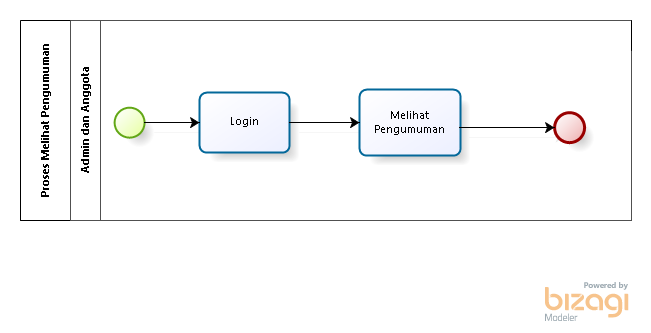 Proses Melihat Pengumuman
Admin dan Anggota
Login
Melihat
Pengumuman
Powered by
bizagi
Modeler